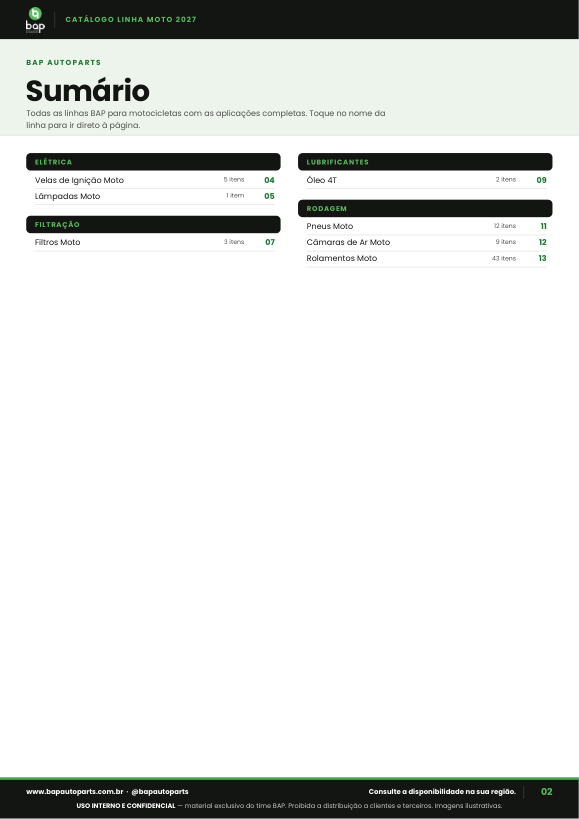 bap
CATÁLOGO LINHA MOTO 2027
BAP AUTOPARTS
Sumário
Todas as linhas BAP para motocicletas com as aplicações completas. Toque no nome da
linha para ir direto à página.
ELÉTRICA
Velas de Ignição Moto 5 itens 04
Lâmpadas Moto 1 item 05
FILTRAÇÃO
Filtros Moto 3 itens 07
LUBRIFICANTES
Óleo 4T 2 itens 09
RODAGEM
Pneus Moto 12 itens 11
Câmaras de Ar Moto 9 itens 12
Rolamentos Moto 43 itens 13
www.bapautoparts.com.br · @bapautoparts
Consulte a disponibilidade na sua região. 02
USO INTERNO E CONFIDENCIAL — material exclusivo do time BAP. Proibida a distribuição a clientes e terceiros. Imagens ilustrativas.